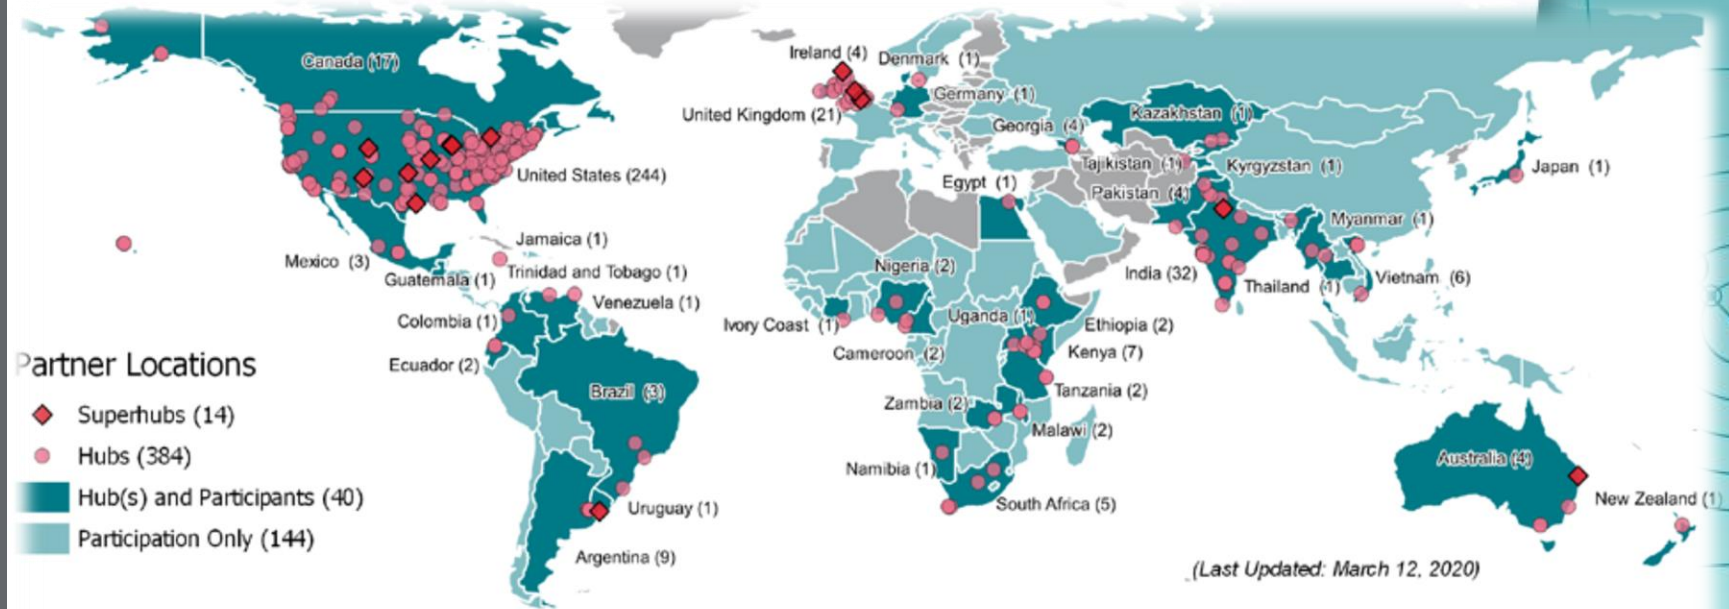 Canada (17)
Ireland (4)
Denmark (1)
Germany (1)
United Kingdom (21)
Georgia (4)
Kazakhstan (1)
Tajikistan (1)
Kyrgyzstan (1)
Japan (1)
United States (244)
Egypt (1)
Pakistan (4)
Myanmar (1)
Jamaica (1)
Mexico (3)
Guatemala (1)
Trinidad and Tobago (1)
Nigeria (2)
India (32)
Thailand (1)
Vietnam (6)
Venezuela (1)
Colombia (1)
Ivory Coast (1)
Uganda (1)
Ethiopia (2)
Cameroon (2)
Kenya (7)
Ecuador (2)
Brazil (3)
Tanzania (2)
Zambia (2)
Malawi (2)
Namibia (1)
Australia (4)
South Africa (5)
New Zealand (1)
Uruguay (1)
Argentina (9)
Partner Locations
Superhubs (14)
Hubs (384)
Hub(s) and Participants (40)
Participation Only (144)
(Last Updated: March 12, 2020)